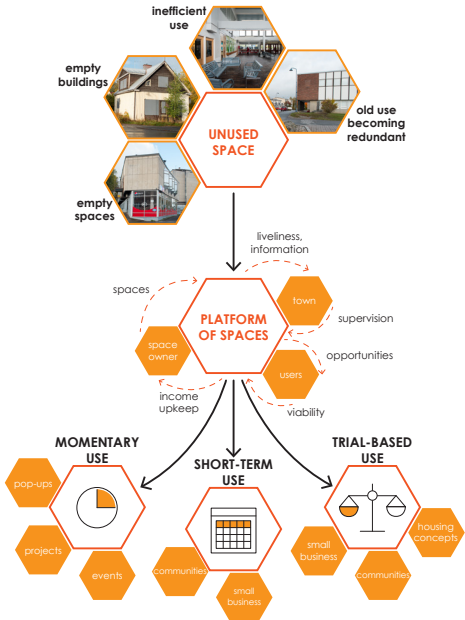 inefficient
use
empty
buildings
UNUSED
SPACE
old use
becoming
redundant
empty
spaces
liveliness,
information
spaces
town
PLATFORM
OF SPACES
supervision
space
owner
opportunities
users
income
upkeep
viability
MOMENTARY
USE
SHORT-TERM
USE
TRIAL-BASED
USE
pop-ups
projects
events
communities
small
business
small
business
communities
housing
concepts